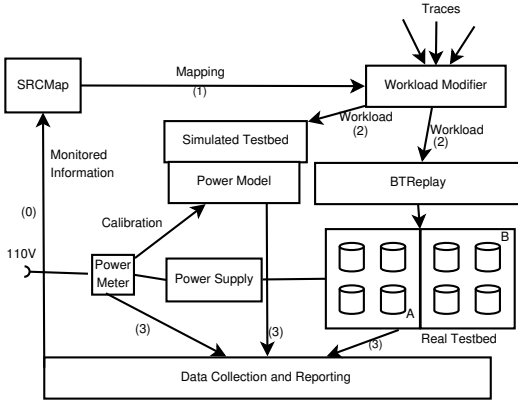 Traces
SRCMap
Mapping
(1)
Workload Modifier
Workload
(2)
Workload
(2)
Simulated Testbed
Power Model
BTReplay
Monitored
Information
Calibration
(0)
110V
Power
Meter
Power Supply
B
A
Real Testbed
(3)
(3)
(3)
Data Collection and Reporting